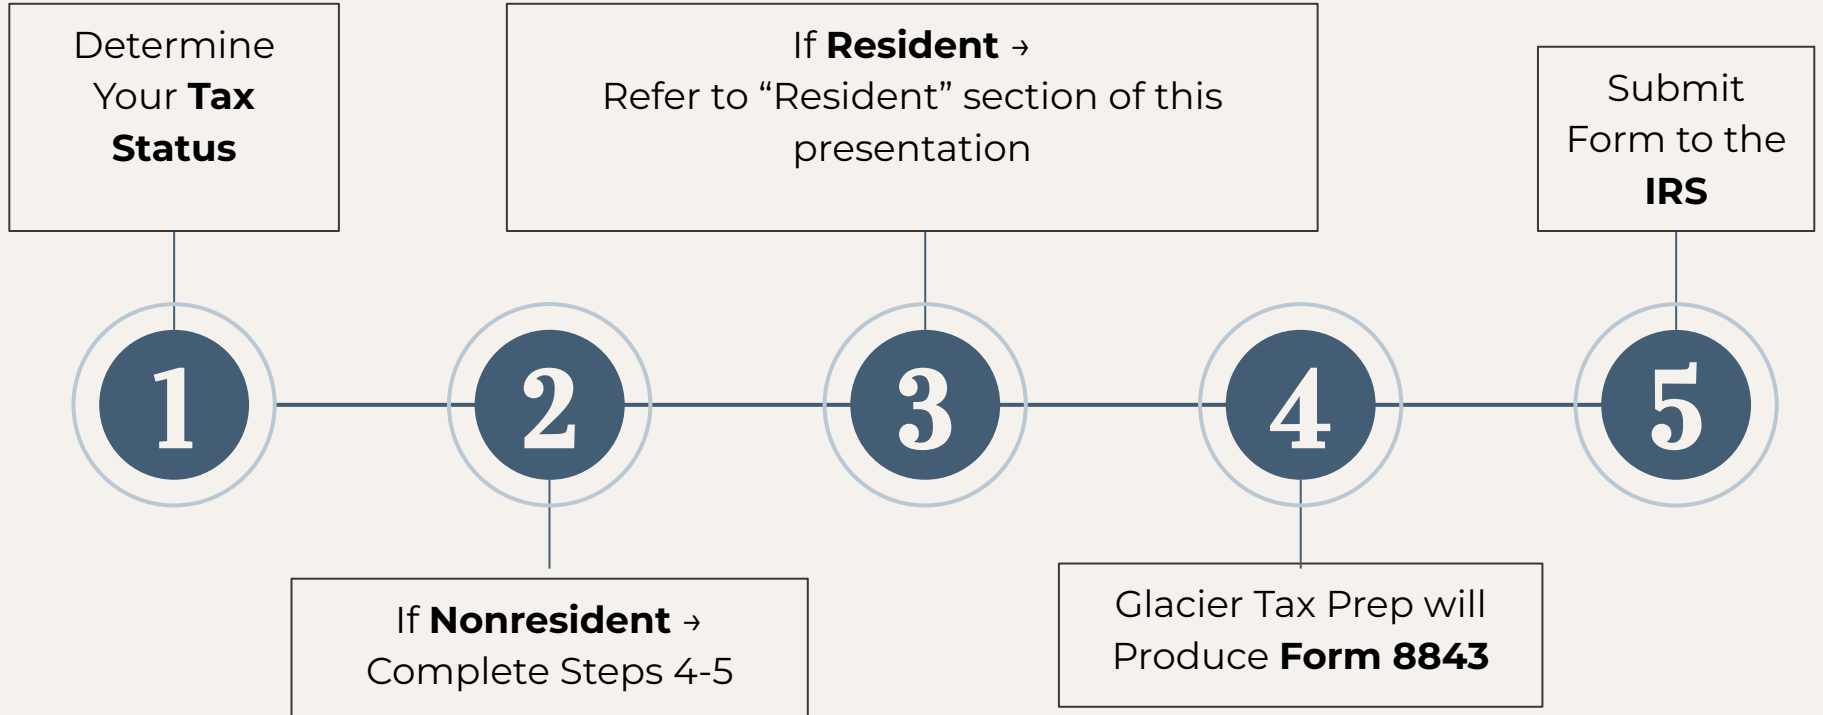 Determine
Your Tax
Status
If Resident →
Refer to “Resident” section of this
presentation
Submit
Form to the
IRS
1
2
3
4
5
If Nonresident →
Complete Steps 4-5
Glacier Tax Prep will
Produce Form 8843